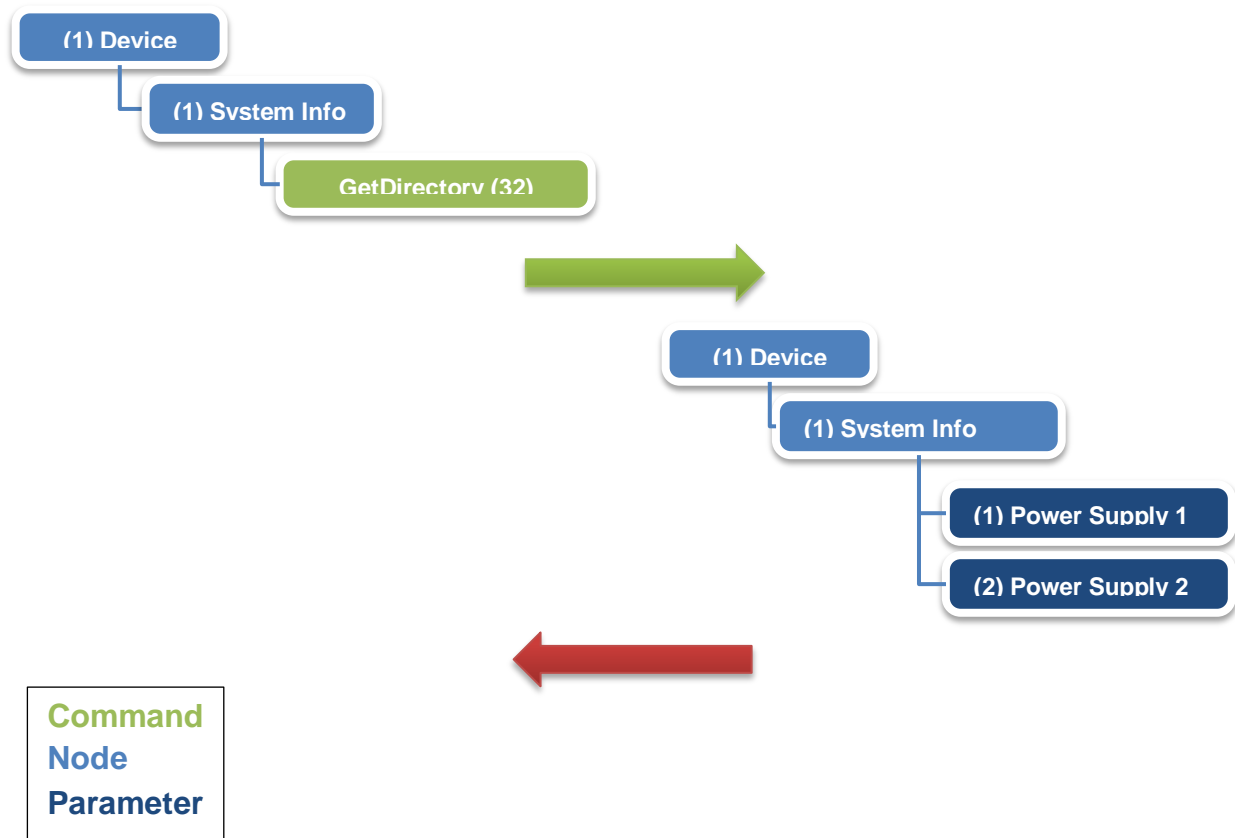 (1) Device
(1) System Info
GetDirectory (32)
(1) Device
(1) System Info
(1) Power Supply 1
(2) Power Supply 2
Command
Node
Parameter